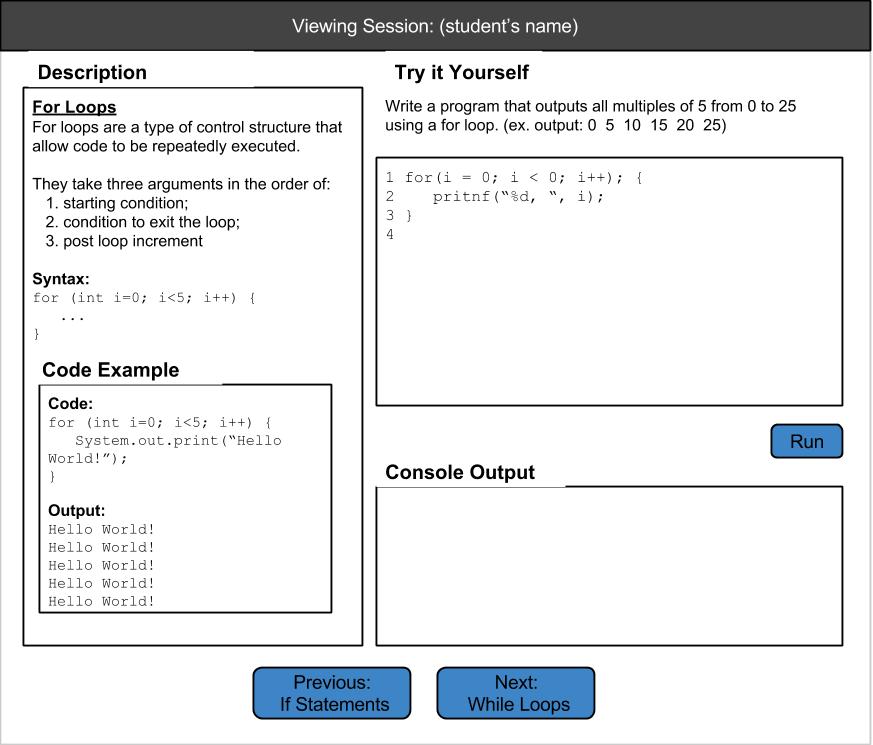 Viewing Session: (student’s name)
Description
For Loops
For loops are a type of control structure that
allow code to be repeatedly executed.
They take three arguments in the order of:
1. starting condition;
2. condition to exit the loop;
3. post loop increment
Syntax:
for (int i=0; i<5; i++) {
...
}
Code Example
Code:
for (int i=0; i<5; i++) {
System.out.print(“Hello
World!”);
}
Output:
Hello World!
Hello World!
Hello World!
Hello World!
Hello World!
Try it Yourself
Write a program that outputs all multiples of 5 from 0 to 25
using a for loop. (ex. output: 0 5 10 15 20 25)
1 for(i = 0; i < 0; i++); {
2 pritnf(“%d, “, i);
3 }
4
Run
Console Output
Previous:
If Statements
Next:
While Loops